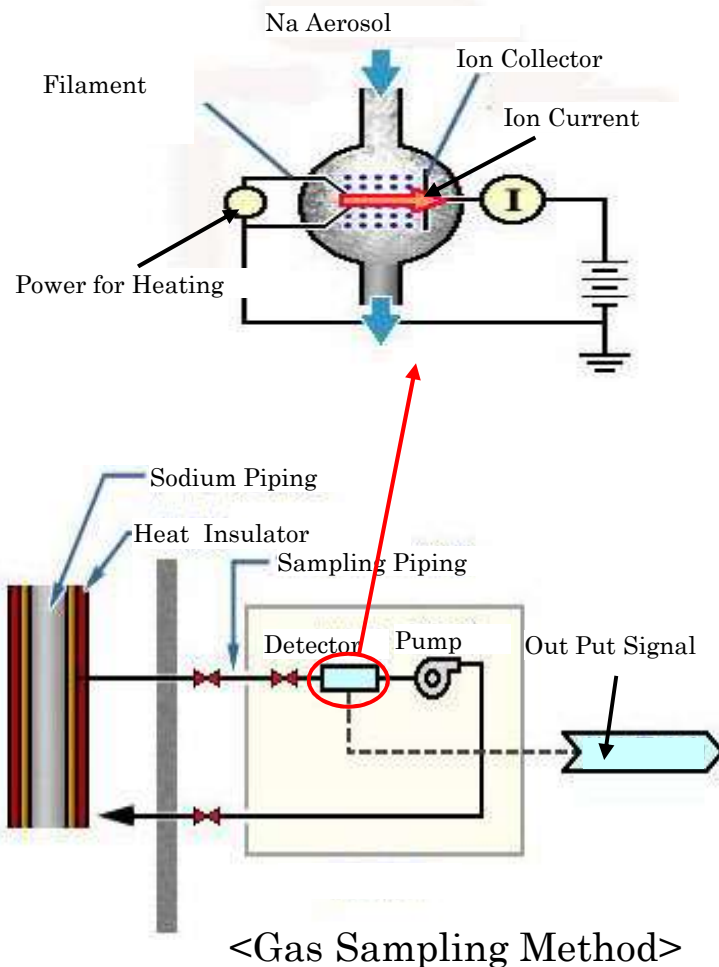 Na Aerosol
Filament
Ion Collector
Ion Current
I
Power for Heating
Sodium Piping
Heat Insulator
Sampling Piping
Detector
Pump
Out Put Signal
<Gas Sampling Method>